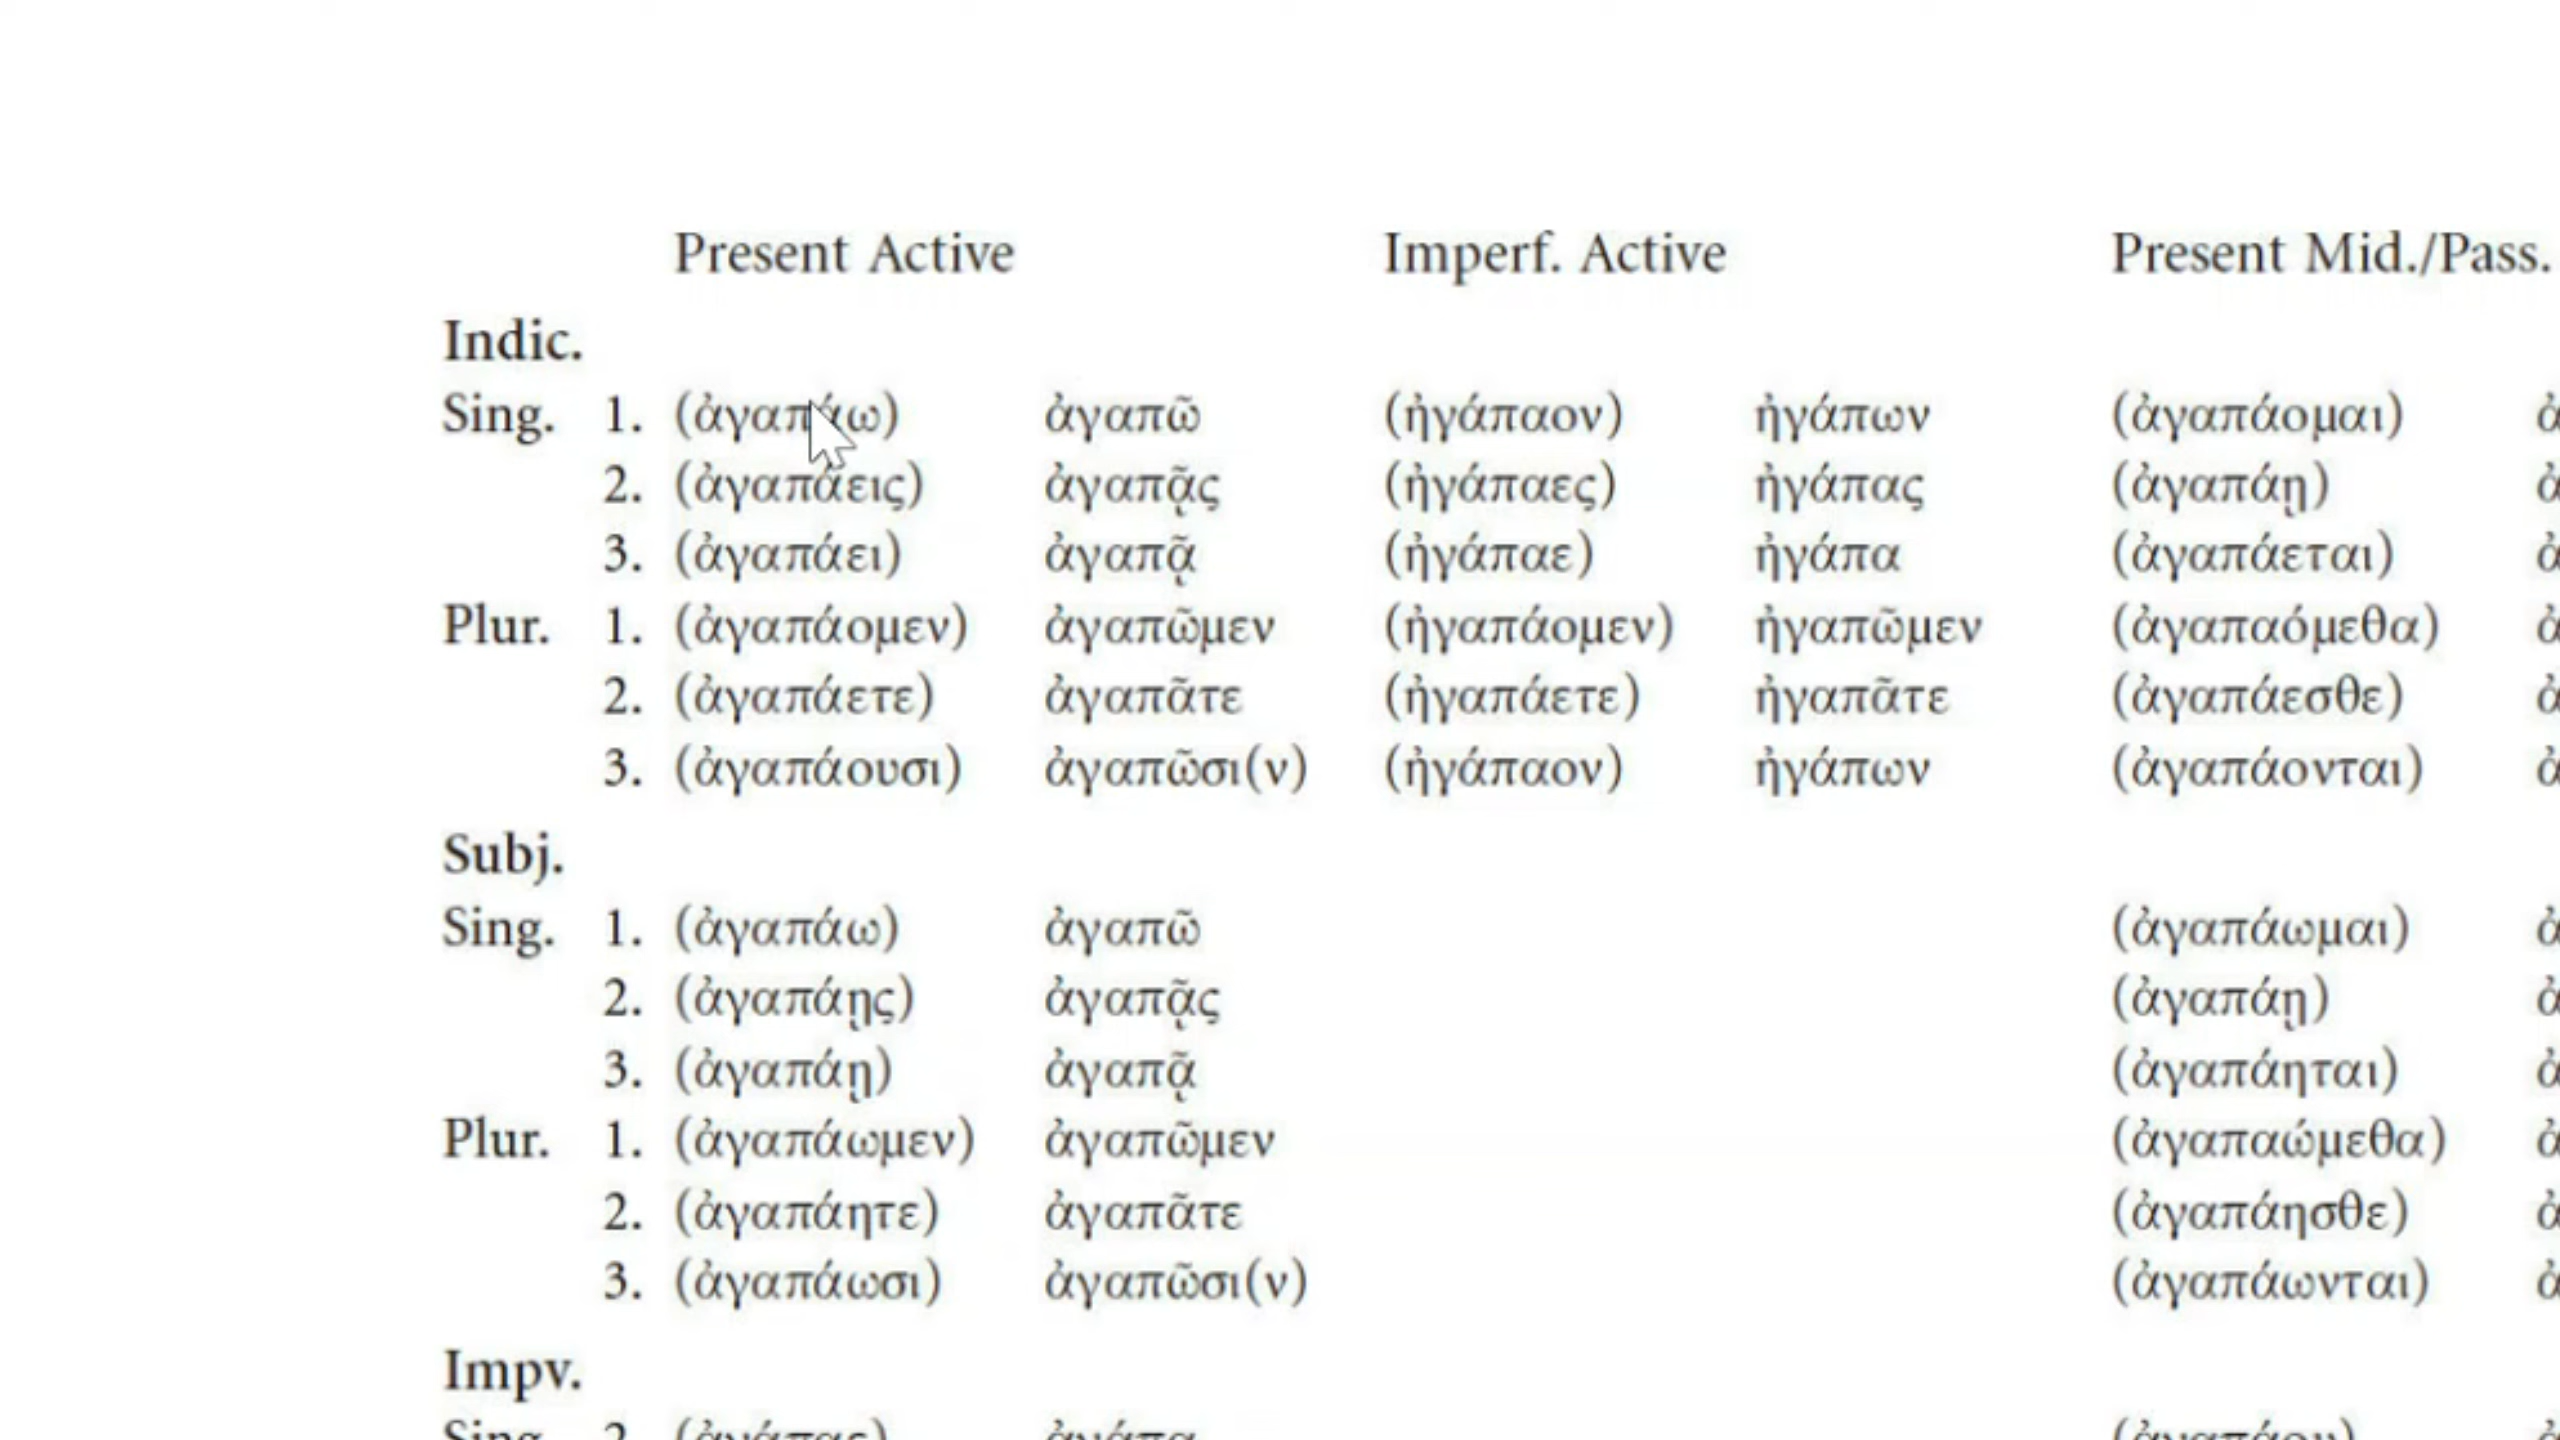 Present Active Imperf. Active Present Mid./Pass.
Indic.
Sing. 1. (ἀγαπάω) ἀγαπῶ (ἠγάπαον) ἠγάπων (ἀγαπάομαι)
2. (ἀγαπάεις) ἀγαπᾷς (ἠγάπαες) ἠγάπας (ἀγαπάῃ)
3. (ἀγαπάει) ἀγαπᾷ (ἠγάπαε) ἠγάπα (ἀγαπάεται)
Plur. 1. (ἀγαπάομεν) ἀγαπῶμεν (ἠγαπάομεν) ἠγαπῶμεν (ἀγαπαόμεθα)
2. (ἀγαπάετε) ἀγαπᾶτε (ἠγαπάετε) ἠγαπᾶτε (ἀγαπάεσθε)
3. (ἀγαπάουσι) ἀγαπῶσι(ν) (ἠγάπαον) ἠγάπων (ἀγαπάονται)
Subj.
Sing. 1. (ἀγαπάω) ἀγαπῶ (ἀγαπάωμαι)
2. (ἀγαπάῃς) ἀγαπᾷς (ἀγαπάῃ)
3. (ἀγαπάῃ) ἀγαπᾷ (ἀγαπάηται)
Plur. 1. (ἀγαπάωμεν) ἀγαπῶμεν (ἀγαπαώμεθα)
2. (ἀγαπάητε) ἀγαπᾶτε (ἀγαπάησθε)
3. (ἀγαπάωσι) ἀγαπῶσι(ν) (ἀγαπάωνται)
Impv.
Sing. 2.